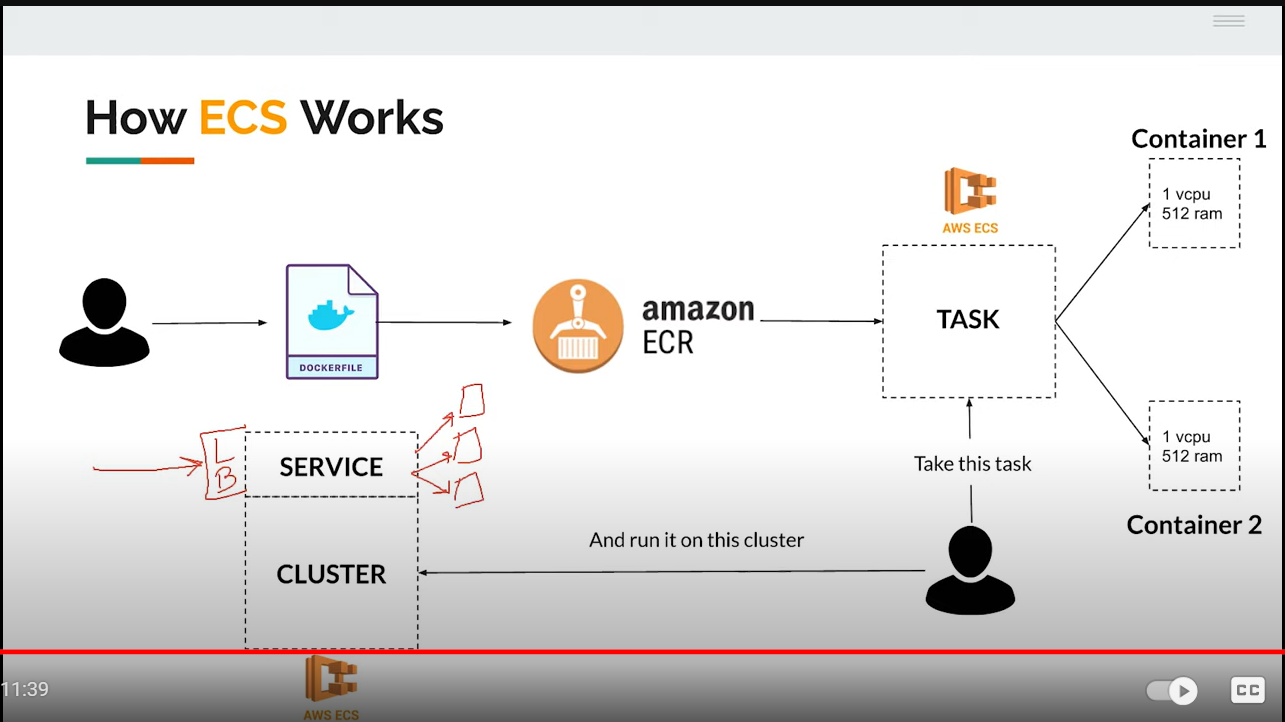 How ECS Works
Container 1
1 vcpu
512 ram
AWS ECS
TASK
amazon
ECR
DOCKERFILE
1 vcpu
512 ram
Container 2
Take this task
L
B
SERVICE
And run it on this cluster
CLUSTER
AWS ECS
11:39
CC